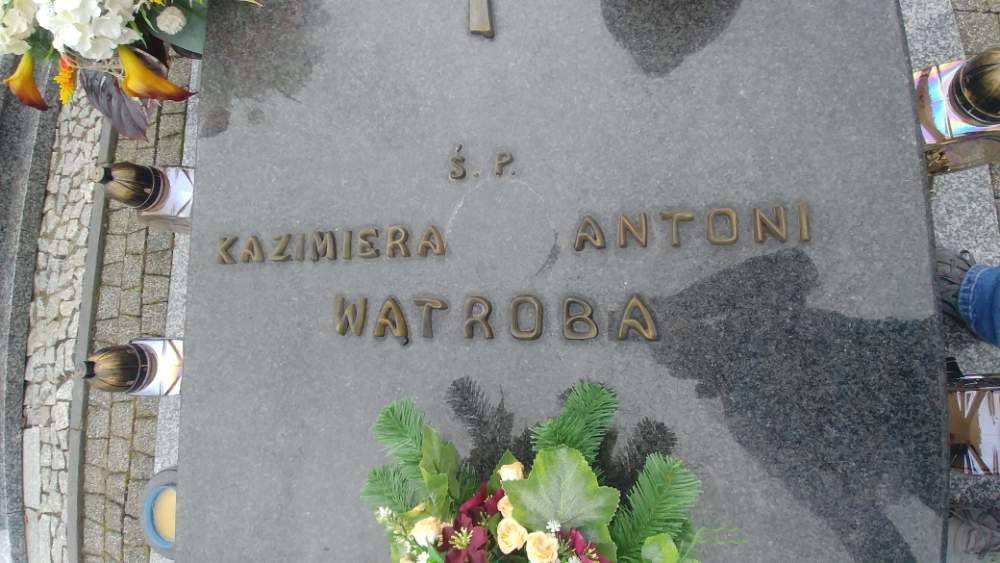 Ś. P.
KAZIMIERA ANTONI
WĄTROBA